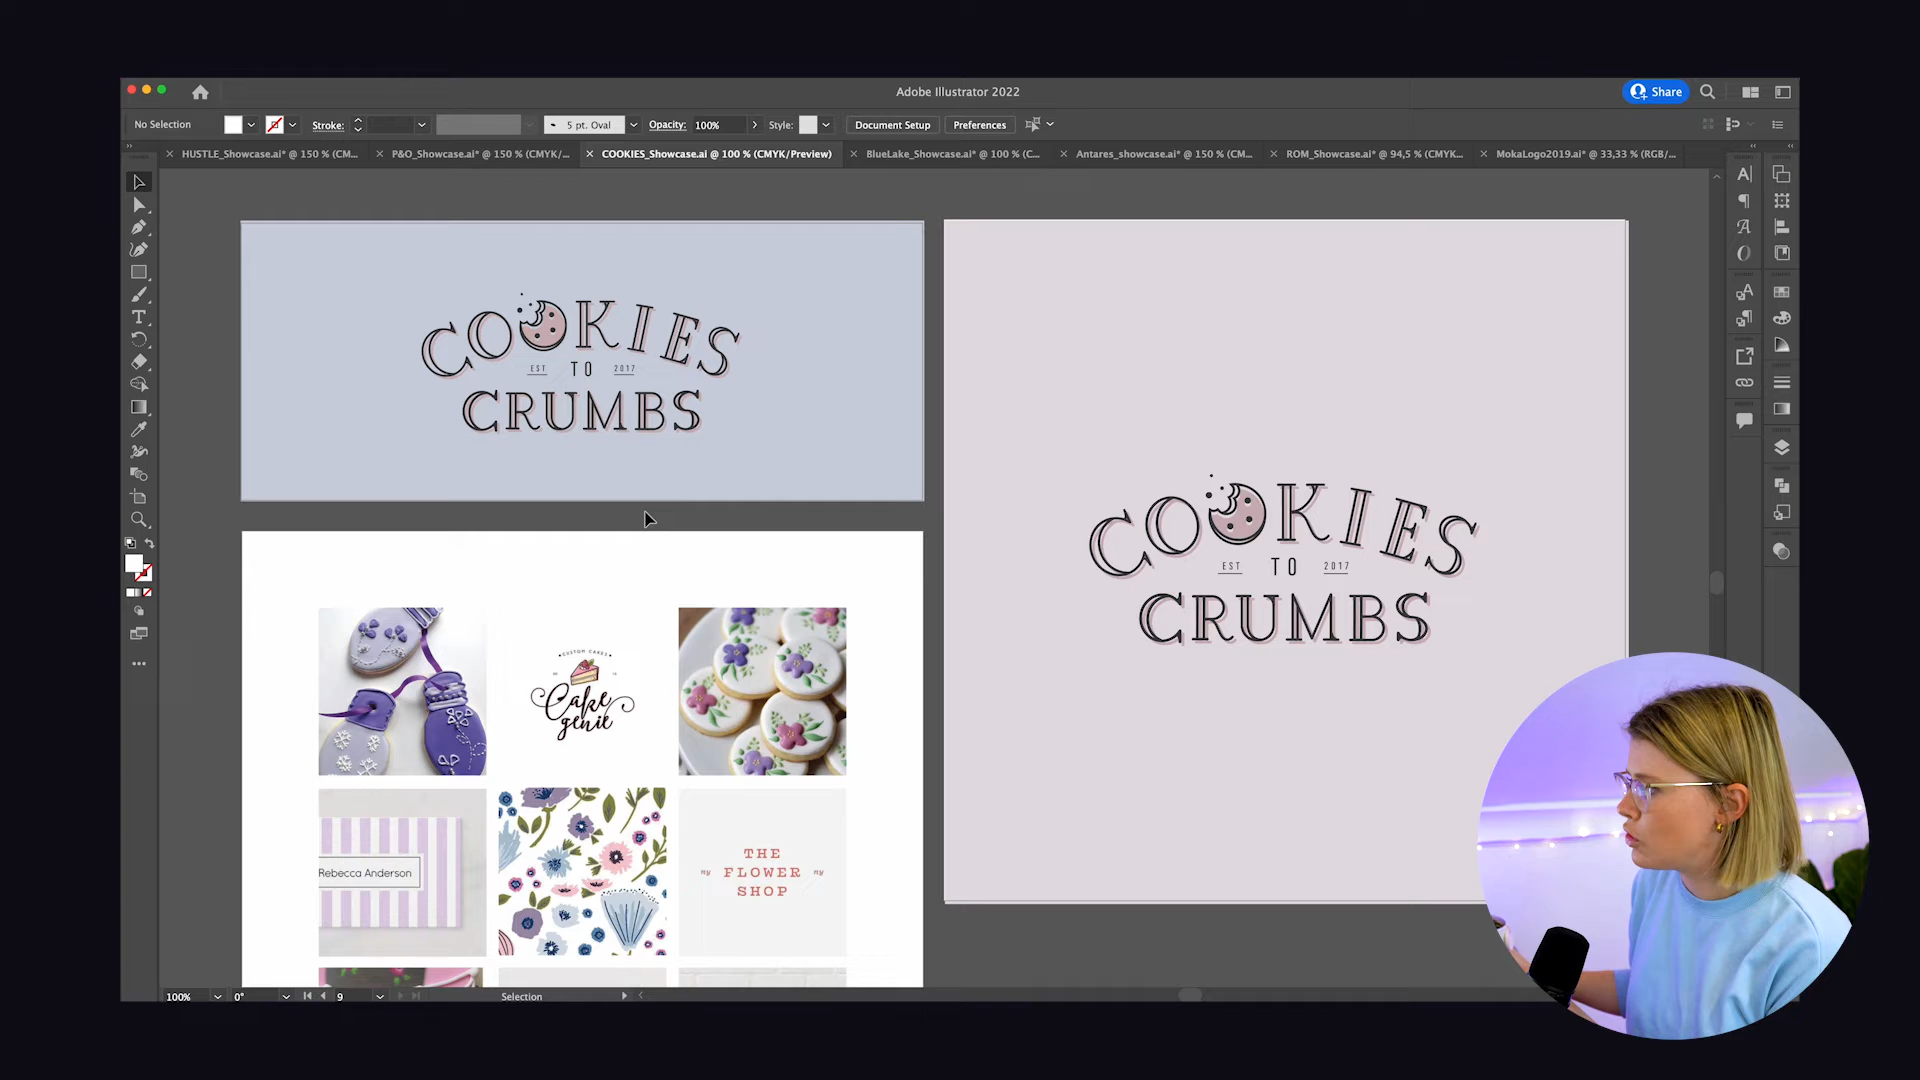 Adobe Illustrator 2022
Share
No Selection
Stroke:
5 pt. Oval
Opacity:
100%
Style:
Document Setup
Preferences
HUSTLE_Showcase.ai* @ 150 % (CM...
P&O_Showcase.ai* @ 150 % (CMYK/...
COOKIES_Showcase.ai @ 100 % (CMYK/Preview)
BlueLake_Showcase.ai* @ 100 % (C...
Antares_showcase.ai* @ 150 % (CM...
ROM_Showcase.ai* @ 94,5 % (CMYK...
MokaLogo2019.ai* @ 33,33 % (RGB/...
COOKIES
EST TO 2017
CRUMBS
COOKIES
EST TO 2017
CRUMBS
CUSTOM CAKES
Cake
genie
Rebecca Anderson
THE
my FLOWER my
SHOP
100%
0°
9
Selection